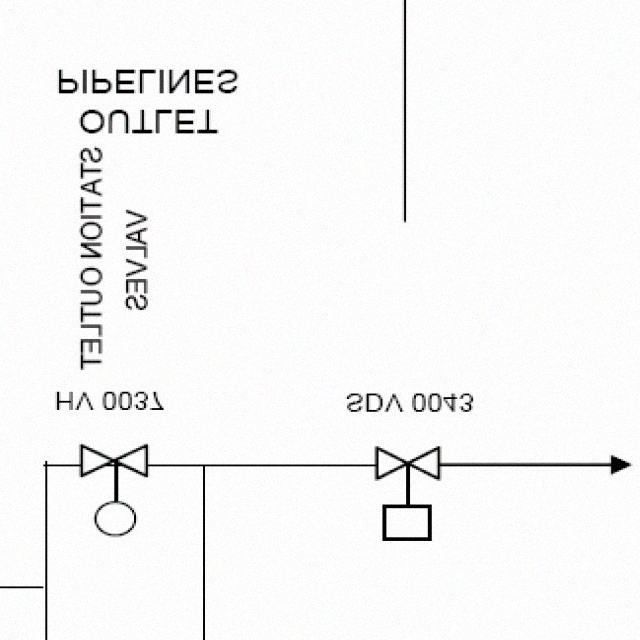 HV 0037
SDV 0043
STATION OUTLET
VALVES
OUTLET
PIPELINES